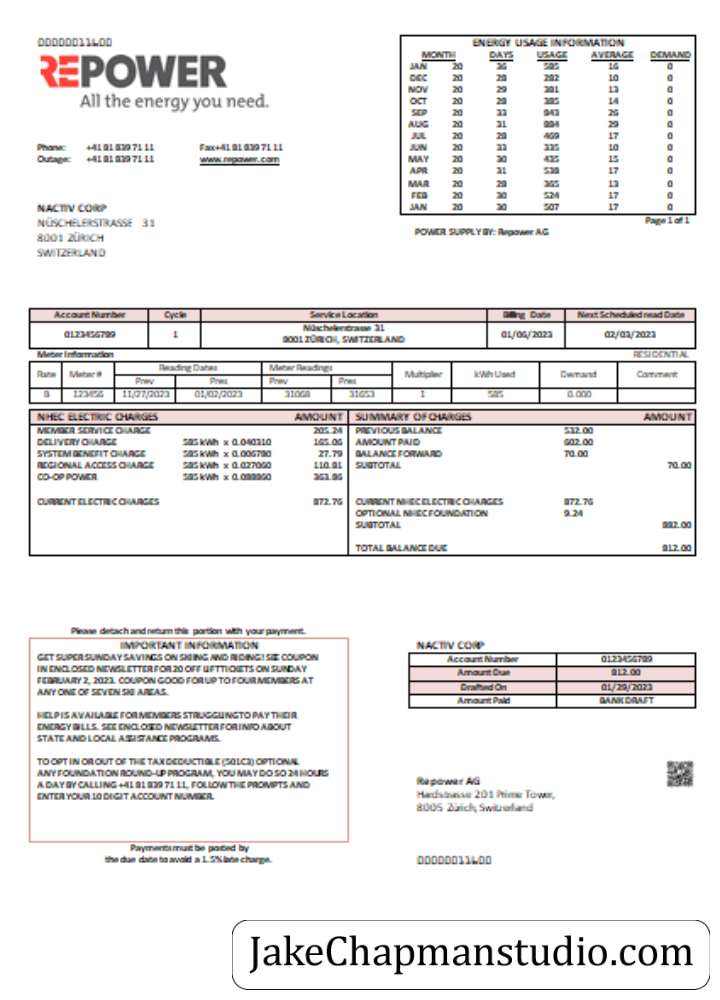 00000011600
REPOWER
All the energy you need.
Phone: +41 81 839 71 11 Fax+41 81 839 71 11
Outage: +41 81 839 71 11 www.repower.com
NACTIV CORP
NÜSCHELERSTRASSE 31
8001 ZÜRICH
SWITZERLAND
ENERGY USAGE INFORMATION
MONTH DAYS USAGE AVERAGE DEMAND
JAN 20 36 585 16 0
DEC 20 28 282 10 0
NOV 20 29 381 13 0
OCT 20 28 385 14 0
SEP 20 33 843 26 0
AUG 20 31 884 29 0
JUL 20 28 469 17 0
JUN 20 33 335 10 0
MAY 20 30 435 15 0
APR 20 31 538 17 0
MAR 20 28 365 13 0
FEB 20 30 524 17 0
JAN 20 30 507 17 0
Page 1 of 1
POWER SUPPLY BY: Repower AG
Account Number Cycle Service Location Billing Date Next Scheduled read Date
0123456789 1 Nüschelerstrasse 31 01/06/2023 02/03/2023
8001 ZÜRICH, SWITZERLAND
Meter Information RESIDENTIAL
Rate Meter # Reading Dates Meter Readings Multiplier kWh Used Demand Comment
Prev Pres Prev Pres
B 123456 11/27/2023 01/02/2023 31068 31653 1 585 0.000
NHEC ELECTRIC CHARGES AMOUNT SUMMARY OF CHARGES AMOUNT
MEMBER SERVICE CHARGE 205.24 PREVIOUS BALANCE 532.00
DELIVERY CHARGE 585 kWh x 0.040310 165.06 AMOUNT PAID 602.00
SYSTEM BENEFIT CHARGE 585 kWh x 0.006780 27.79 BALANCE FORWARD 70.00
REGIONAL ACCESS CHARGE 585 kWh x 0.027060 110.81 SUBTOTAL 70.00
CO-OP POWER 585 kWh x 0.088860 363.86
CURRENT ELECTRIC CHARGES 872.76 CURRENT NHEC ELECTRIC CHARGES 872.76
OPTIONAL NHEC FOUNDATION 9.24
SUBTOTAL 882.00
TOTAL BALANCE DUE 812.00
Please detach and return this portion with your payment.
IMPORTANT INFORMATION
GET SUPER SUNDAY SAVINGS ON SKIING AND RIDING! SEE COUPON
IN ENCLOSED NEWSLETTER FOR 20 OFF LIFT TICKETS ON SUNDAY
FEBRUARY 2, 2023. COUPON GOOD FOR UP TO FOUR MEMBERS AT
ANY ONE OF SEVEN SKI AREAS.
HELP IS AVAILABLE FOR MEMBERS STRUGGLING TO PAY THEIR
ENERGY BILLS. SEE ENCLOSED NEWSLETTER FOR INFO ABOUT
STATE AND LOCAL ASSISTANCE PROGRAMS.
TO OPT IN OR OUT OF THE TAX DEDUCTIBLE (501C3) OPTIONAL
ANY FOUNDATION ROUND-UP PROGRAM, YOU MAY DO SO 24 HOURS
A DAY BY CALLING +41 81 839 71 11, FOLLOW THE PROMPTS AND
ENTER YOUR 10 DIGIT ACCOUNT NUMBER.
Payments must be posted by
the due date to avoid a 1.5% late charge.
NACTIV CORP
Account Number 0123456789
Amount Due 812.00
Drafted On 01/29/2023
Amount Paid BANK DRAFT
Repower AG
Hardstrasse 201 Prime Tower,
8005 Zürich, Switzerland
00000011600
JakeChapmanstudio.com